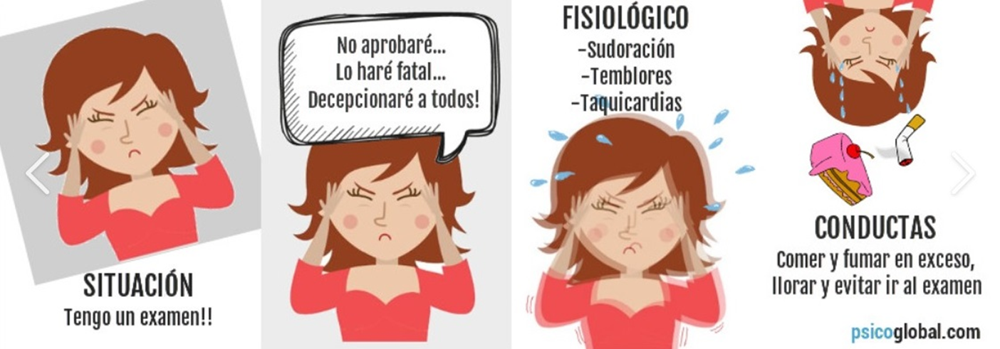 SITUACIÓN
Tengo un examen!!
No aprobaré...
Lo haré fatal...
Decepcionaré a todos!
FISIOLÓGICO
-Sudoración
-Temblores
-Taquicardias
CONDUCTAS
Comer y fumar en exceso,
llorar y evitar ir al examen
psicoglobal.com